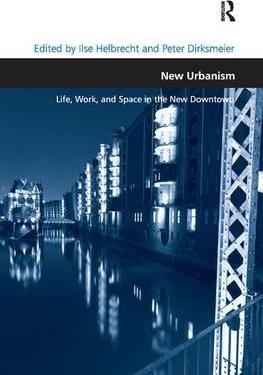 R
Edited by Ilse Helbrecht and Peter Dirksmeier
New Urbanism
Life, Work, and Space in the New Downtown